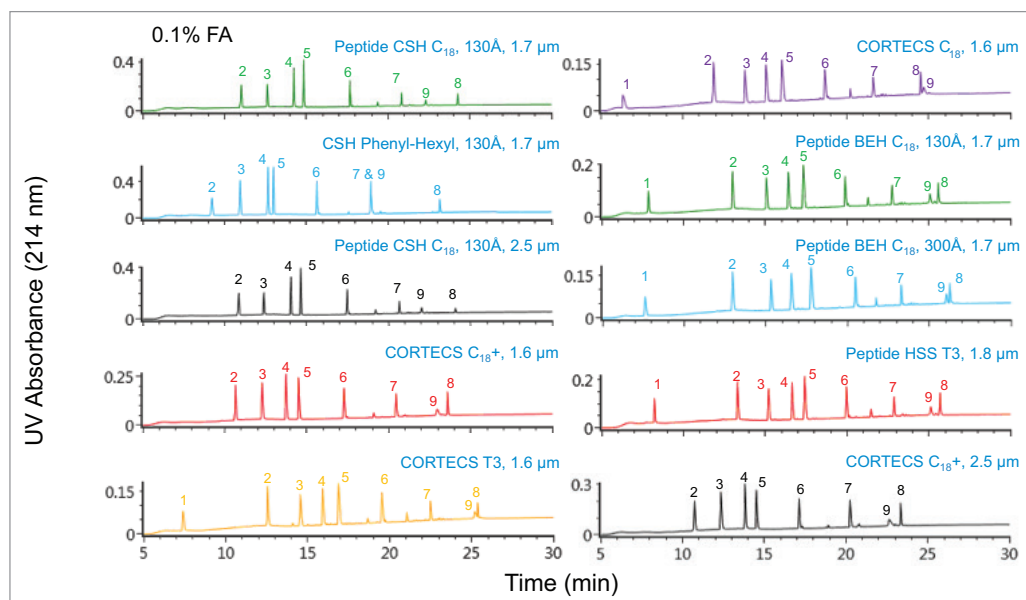 0.1% FA
UV Absorbance (214 nm)
Peptide CSH C18, 130Å, 1.7 µm
0.4
0
2 3 4 5 6 7 9 8
CSH Phenyl-Hexyl, 130Å, 1.7 µm
0.4
0
2 3 4 5 6 7 & 9 8
Peptide CSH C18, 130Å, 2.5 µm
0.4
0
2 3 4 5 6 7 9 8
CORTECS C18+, 1.6 µm
0.25
0
2 3 4 5 6 7 9 8
CORTECS T3, 1.6 µm
0.15
0
1 2 3 4 5 6 7 9 8
5 10 15 20 25 30
CORTECS C18, 1.6 µm
0.15
0
1 2 3 4 5 6 7 8 9
Peptide BEH C18, 130Å, 1.7 µm
0.2
0
1 2 3 4 5 6 7 9 8
Peptide BEH C18, 300Å, 1.7 µm
0.15
0
1 2 3 4 5 6 7 9 8
Peptide HSS T3, 1.8 µm
0.2
0
1 2 3 4 5 6 7 9 8
CORTECS C18+, 2.5 µm
0.3
0
2 3 4 5 6 7 9 8
5 10 15 20 25 30
Time (min)